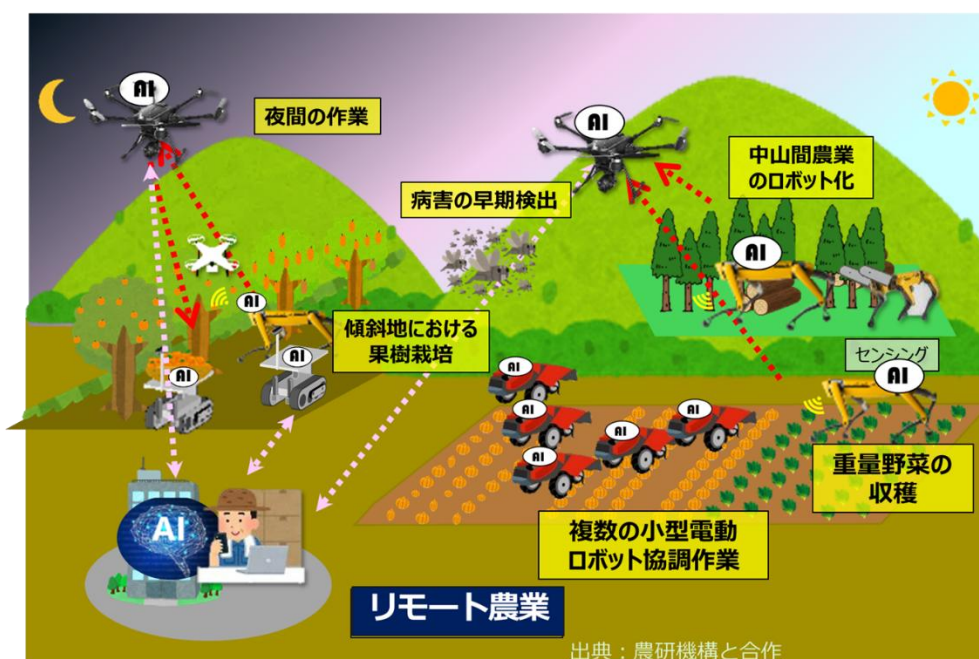 AI
夜間の作業
AI
中山間農業
のロボット化
病害の早期検出
AI
AI
傾斜地における
果樹栽培
AI
AI
センシング
AI
AI
AI
AI
AI
AI
重量野菜の
収穫
複数の小型電動
ロボット協調作業
AI
リモート農業
出典：農研機構と合作